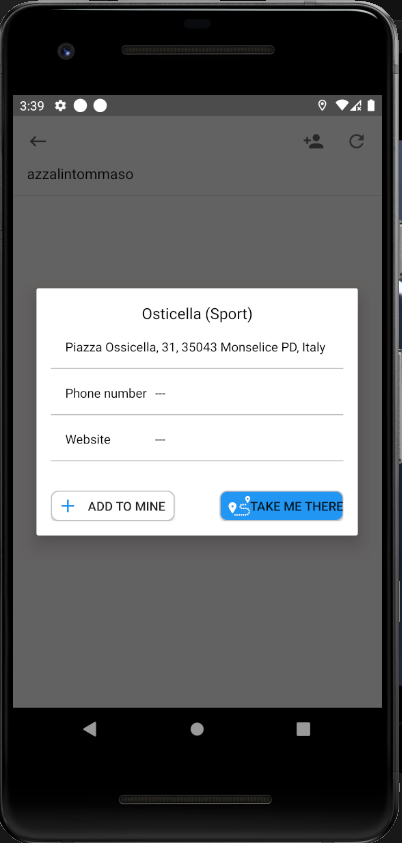 3:39
azzalintommaso
Osticella (Sport)
Piazza Ossicella, 31, 35043 Monselice PD, Italy
Phone number ---
Website ---
ADD TO MINE
TAKE ME THERE